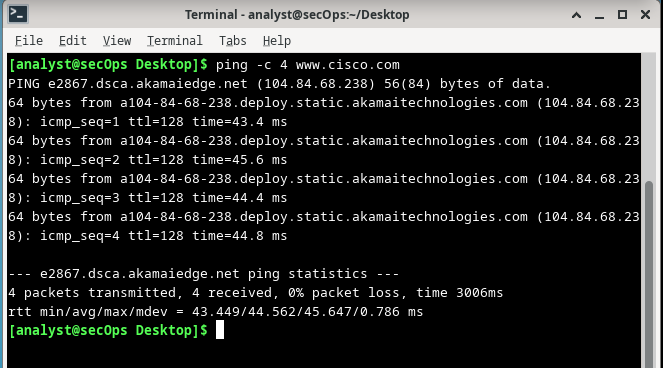 Terminal - analyst@secOps:~/Desktop
File Edit View Terminal Tabs Help
[analyst@secOps Desktop]$ ping -c 4 www.cisco.com
PING e2867.dsca.akamaiedge.net (104.84.68.238) 56(84) bytes of data.
64 bytes from a104-84-68-238.deploy.static.akamaitechnologies.com (104.84.68.23
8): icmp_seq=1 ttl=128 time=43.4 ms
64 bytes from a104-84-68-238.deploy.static.akamaitechnologies.com (104.84.68.23
8): icmp_seq=2 ttl=128 time=45.6 ms
64 bytes from a104-84-68-238.deploy.static.akamaitechnologies.com (104.84.68.23
8): icmp_seq=3 ttl=128 time=44.4 ms
64 bytes from a104-84-68-238.deploy.static.akamaitechnologies.com (104.84.68.23
8): icmp_seq=4 ttl=128 time=44.8 ms
--- e2867.dsca.akamaiedge.net ping statistics ---
4 packets transmitted, 4 received, 0% packet loss, time 3006ms
rtt min/avg/max/mdev = 43.449/44.562/45.647/0.786 ms
[analyst@secOps Desktop]$